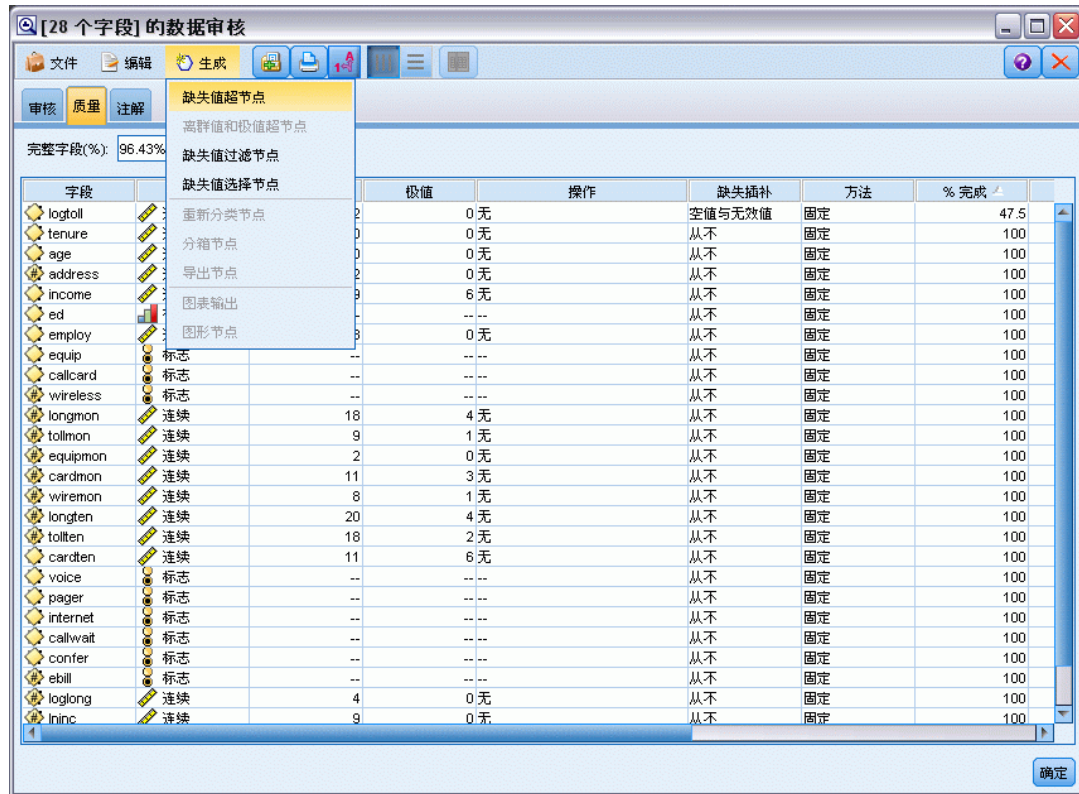 [28 个字段] 的数据审核
文件 编辑 生成
审核 质量 注解
缺失值超节点
离群值和极值超节点
缺失值过滤节点
缺失值选择节点
重新分类节点
分箱节点
导出节点
图表输出
图形节点
完整字段(%): 96.43%
字段 极值 操作 缺失插补 方法 % 完成
logtoll 2 0 无 空值与无效值 固定 47.5
tenure 0 0 无 从不 固定 100
age 0 0 无 从不 固定 100
address 2 0 无 从不 固定 100
income 9 6 无 从不 固定 100
ed - -- -- 从不 固定 100
employ 8 0 无 从不 固定 100
equip 标志 -- -- -- 从不 固定 100
callcard 标志 -- -- -- 从不 固定 100
wireless 标志 -- -- -- 从不 固定 100
longmon 连续 18 4 无 从不 固定 100
tollmon 连续 9 1 无 从不 固定 100
equipmon 连续 2 0 无 从不 固定 100
cardmon 连续 11 3 无 从不 固定 100
wiremon 连续 8 1 无 从不 固定 100
longten 连续 20 4 无 从不 固定 100
tollten 连续 18 2 无 从不 固定 100
cardten 连续 11 6 无 从不 固定 100
voice 标志 -- -- -- 从不 固定 100
pager 标志 -- -- -- 从不 固定 100
internet 标志 -- -- -- 从不 固定 100
callwait 标志 -- -- -- 从不 固定 100
confer 标志 -- -- -- 从不 固定 100
ebill 标志 -- -- -- 从不 固定 100
loglong 连续 4 0 无 从不 固定 100
lninc 连续 9 0 无 从不 固定 100
确定